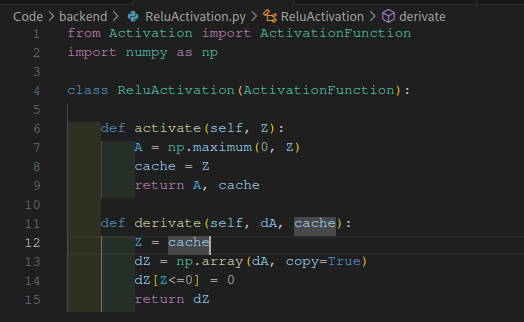 Code > backend > ReluActivation.py > ReluActivation > derivate
1 from Activation import ActivationFunction
2 import numpy as np
3
4 class ReluActivation(ActivationFunction):
5
6 def activate(self, Z):
7 A = np.maximum(0, Z)
8 cache = Z
9 return A, cache
10
11 def derivate(self, dA, cache):
12 Z = cache
13 dZ = np.array(dA, copy=True)
14 dZ[Z<=0] = 0
15 return dZ